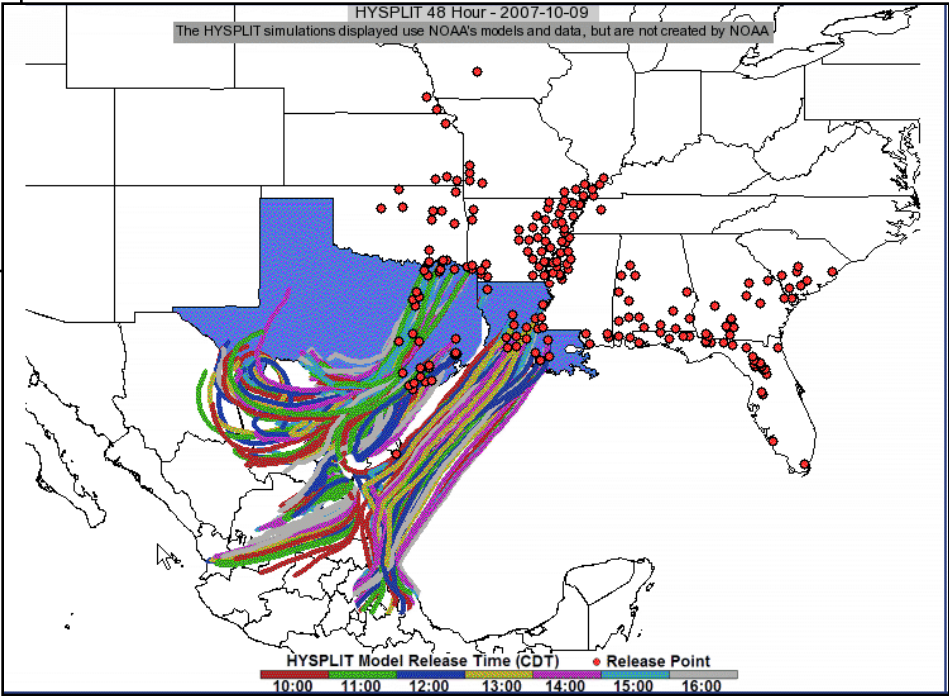 HYSPLIT 48 Hour - 2007-10-09
The HYSPLIT simulations displayed use NOAA's models and data, but are not created by NOAA
HYSPLIT Model Release Time (CDT) Release Point
10:00 11:00 12:00 13:00 14:00 15:00 16:00